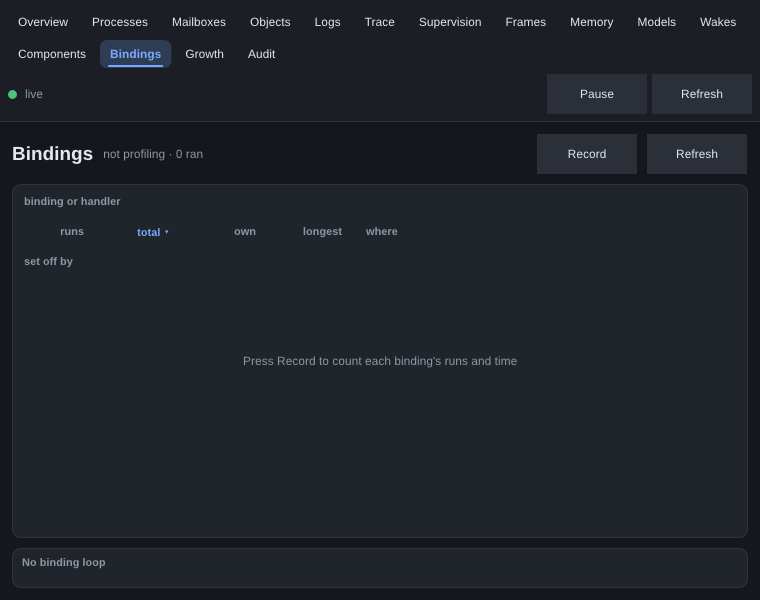 Overview Processes Mailboxes Objects Logs Trace Supervision Frames Memory Models Wakes
Components Bindings Growth Audit
live Pause Refresh
Bindings not profiling · 0 ran Record Refresh
binding or handler
runs total ▾ own longest where
set off by
Press Record to count each binding's runs and time
No binding loop